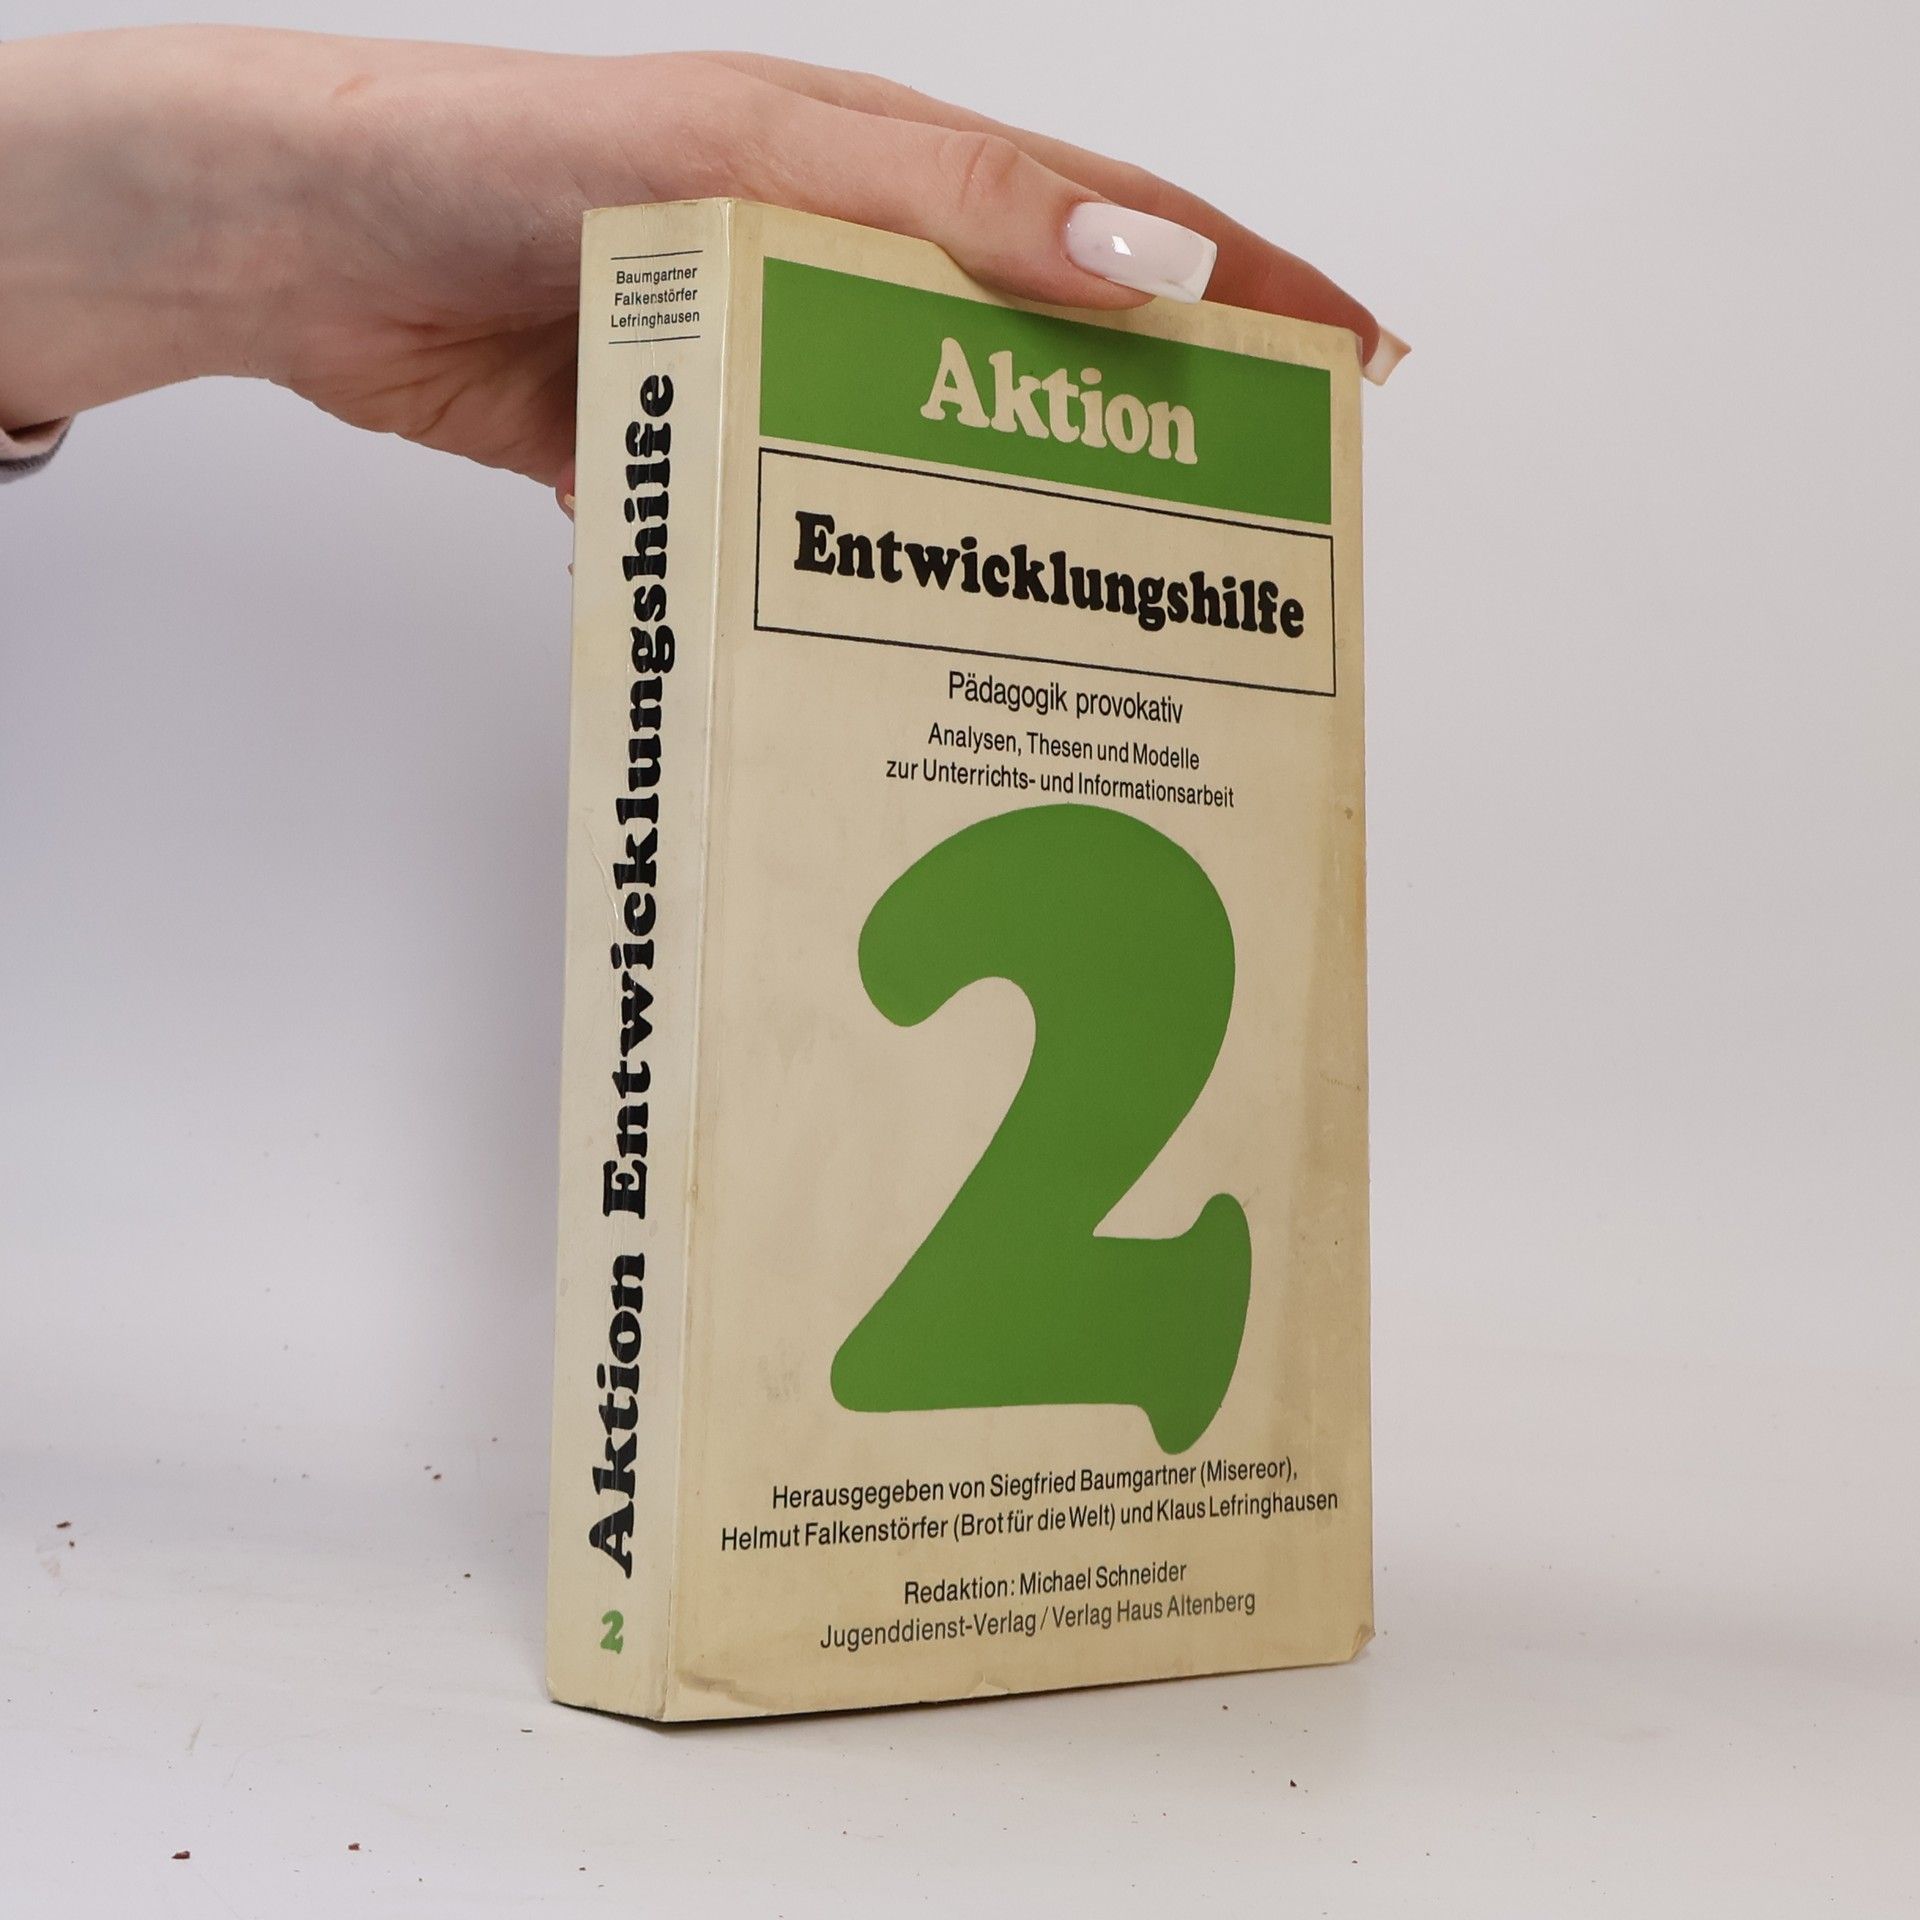 Baumgartner
Falkenstörfer
Lefringhausen
Aktion Entwicklungshilfe
2
Aktion
Entwicklungshilfe
Pädagogik provokativ
Analysen, Thesen und Modelle
zur Unterrichts- und Informationsarbeit
2
Herausgegeben von Siegfried Baumgartner (Misereor),
Helmut Falkenstörfer (Brot für die Welt) und Klaus Lefringhausen
Redaktion: Michael Schneider
Jugenddienst-Verlag / Verlag Haus Altenberg